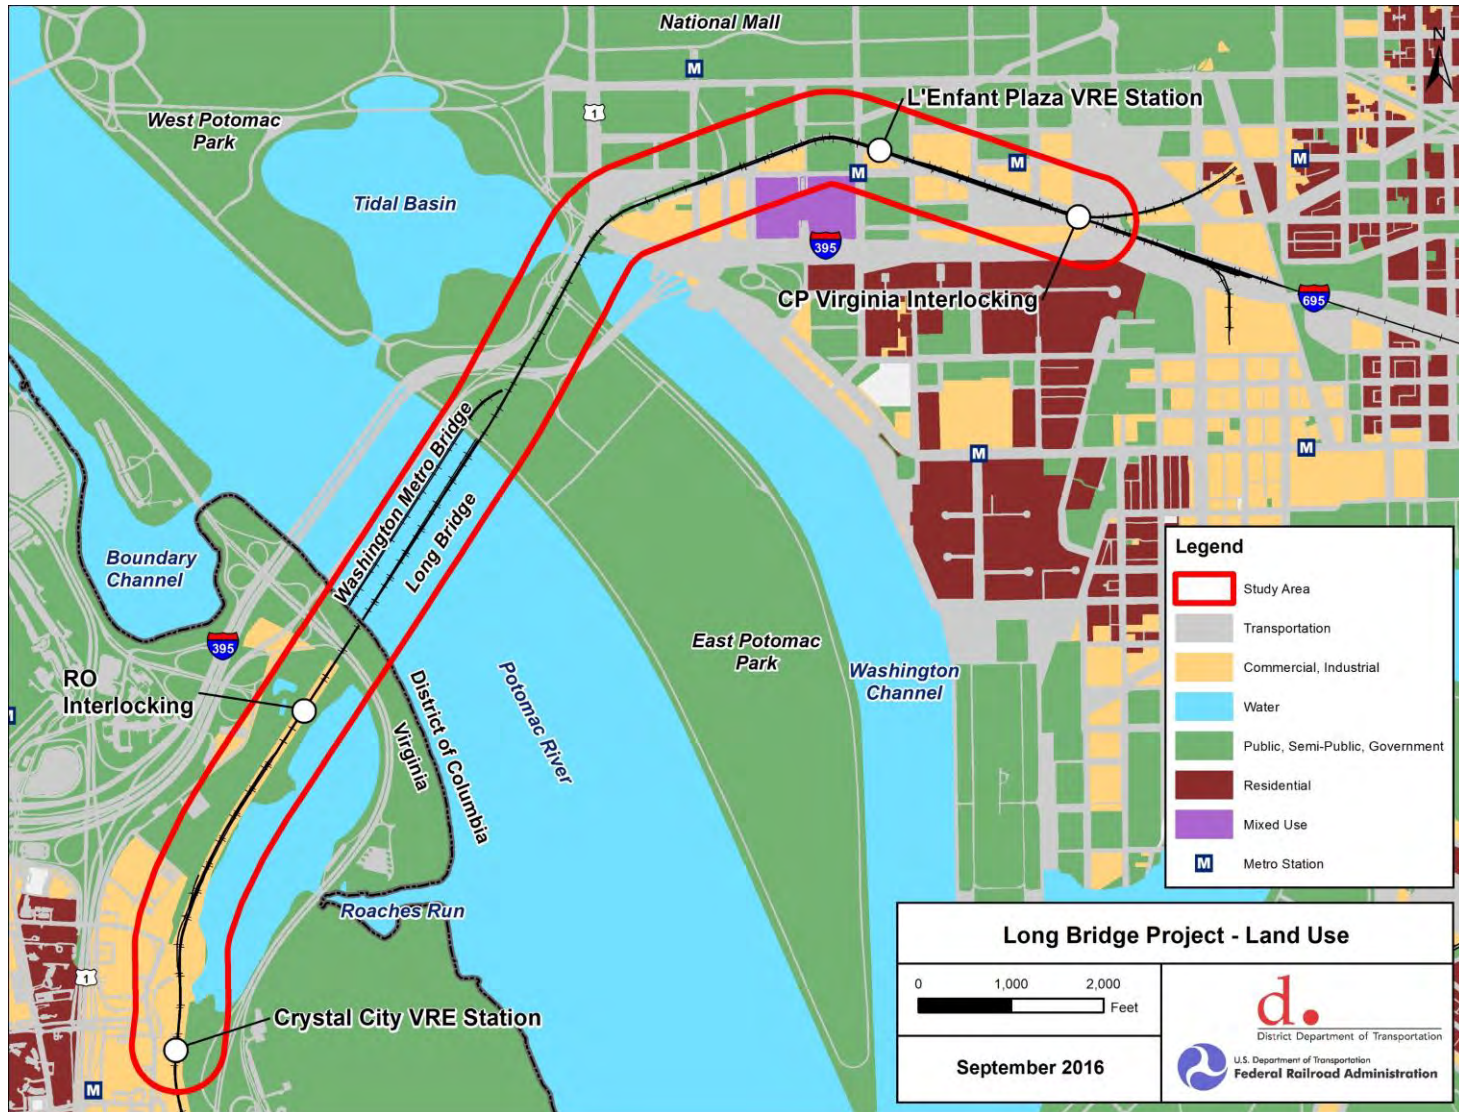 National Mall
N
M
L'Enfant Plaza VRE Station
1
West Potomac
Park
M
M
M
Tidal Basin
395
CP Virginia Interlocking
695
Washington Metro Bridge
Long Bridge
M
M
Boundary
Channel
395
RO
Interlocking
M
District of Columbia
Virginia
Potomac River
East Potomac
Park
Washington
Channel
Roaches Run
1
Crystal City VRE Station
M
Legend
Study Area
Transportation
Commercial, Industrial
Water
Public, Semi-Public, Government
Residential
Mixed Use
M Metro Station
Long Bridge Project - Land Use
0 1,000 2,000
Feet
September 2016
d.
District Department of Transportation
U.S. Department of Transportation
Federal Railroad Administration